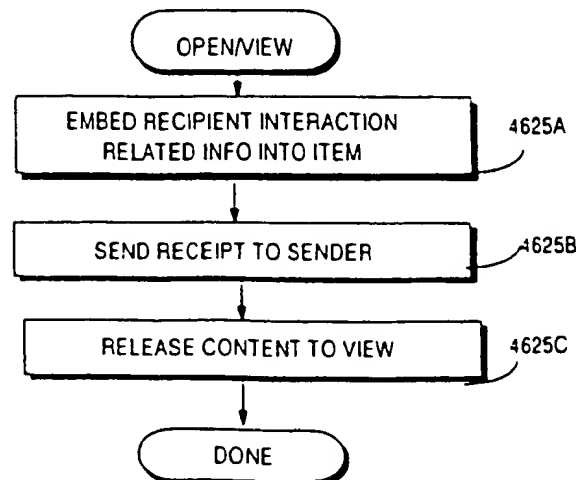 OPEN/VIEW
EMBED RECIPIENT INTERACTION
RELATED INFO INTO ITEM
4625A
SEND RECEIPT TO SENDER
4625B
RELEASE CONTENT TO VIEW
4625C
DONE